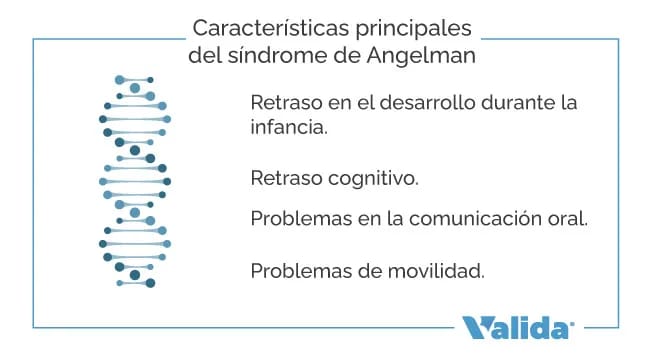 Características principales
del síndrome de Angelman
Retraso en el desarrollo durante la
infancia.
Retraso cognitivo.
Problemas en la comunicación oral.
Problemas de movilidad.
Valida®